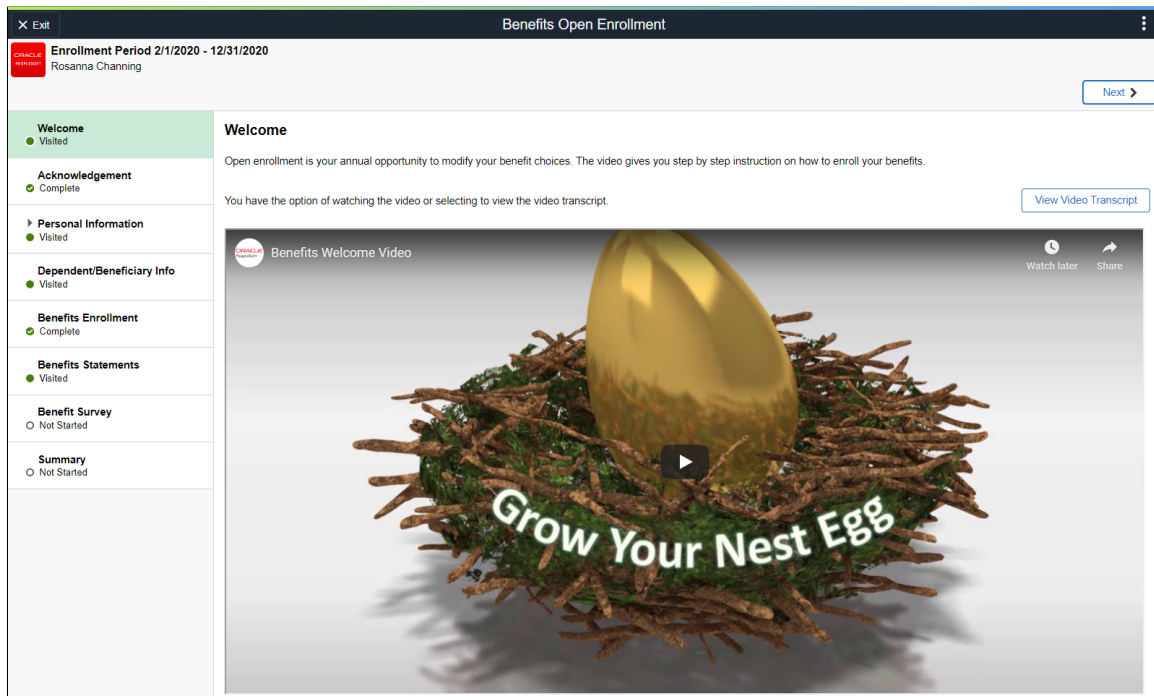 Exit
Benefits Open Enrollment
ORACLE
PEOPLESOFT
Enrollment Period 2/1/2020 - 12/31/2020
Rosanna Channing
Next
Welcome
Visited
Acknowledgement
Complete
Personal Information
Visited
Dependent/Beneficiary Info
Visited
Benefits Enrollment
Complete
Benefits Statements
Visited
Benefit Survey
Not Started
Summary
Not Started
Welcome
Open enrollment is your annual opportunity to modify your benefit choices. The video gives you step by step instruction on how to enroll your benefits.
You have the option of watching the video or selecting to view the video transcript.
View Video Transcript
ORACLE
PeopleSoft
Benefits Welcome Video
Watch later
Share
Grow Your Nest Egg